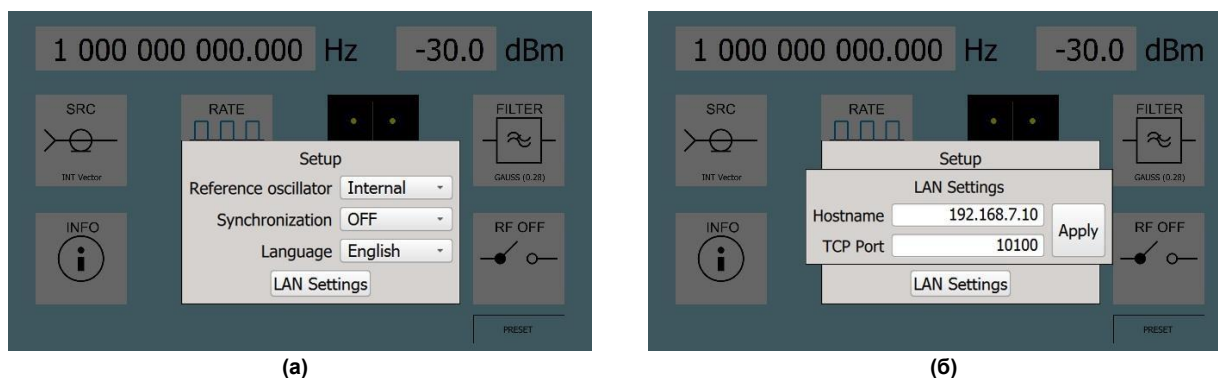 1 000 000 000.000 Hz -30.0 dBm
SRC
INT Vector
RATE
FILTER
GAUSS (0.28)
INFO
RF OFF
PRESET
Setup
Reference oscillator Internal
Synchronization OFF
Language English
LAN Settings
(а)
1 000 000 000.000 Hz -30.0 dBm
SRC
INT Vector
RATE
FILTER
GAUSS (0.28)
INFO
RF OFF
PRESET
Setup
LAN Settings
Hostname 192.168.7.10
TCP Port 10100
Apply
LAN Settings
(б)